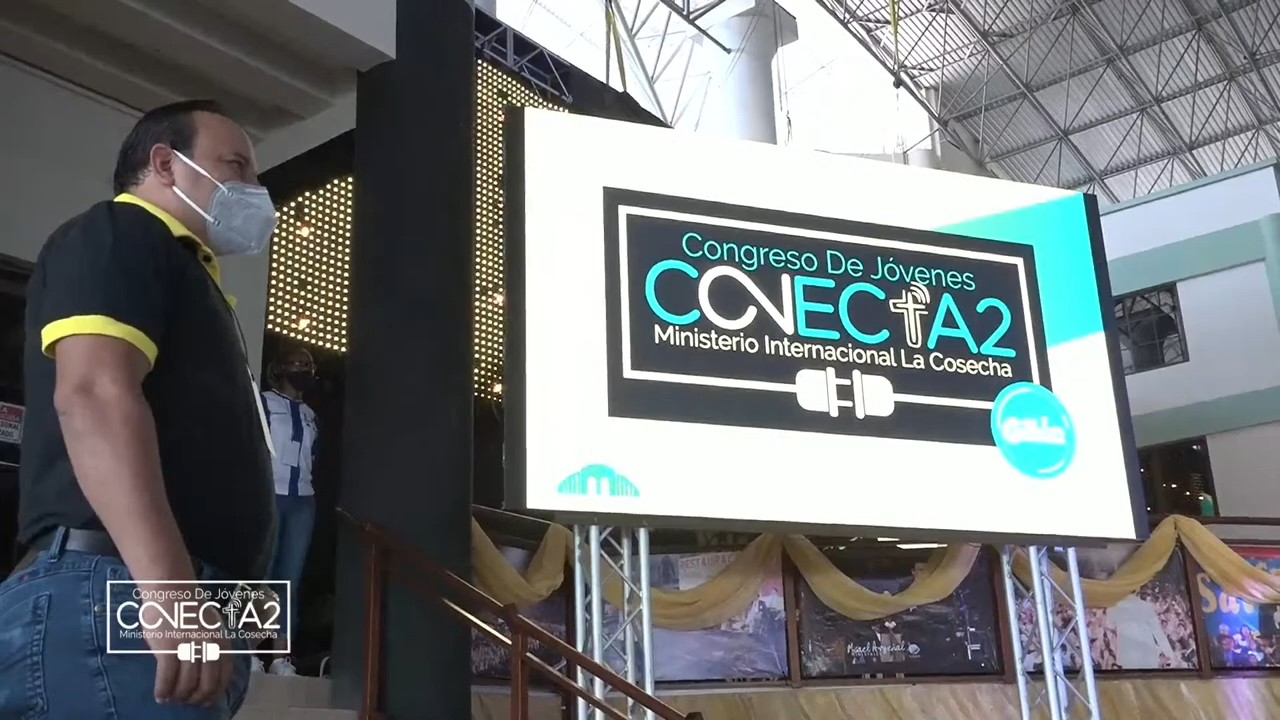 Congreso De Jóvenes
CONECTA2
Ministerio Internacional La Cosecha
Congreso De Jóvenes
CONECTA2
Ministerio Internacional La Cosecha